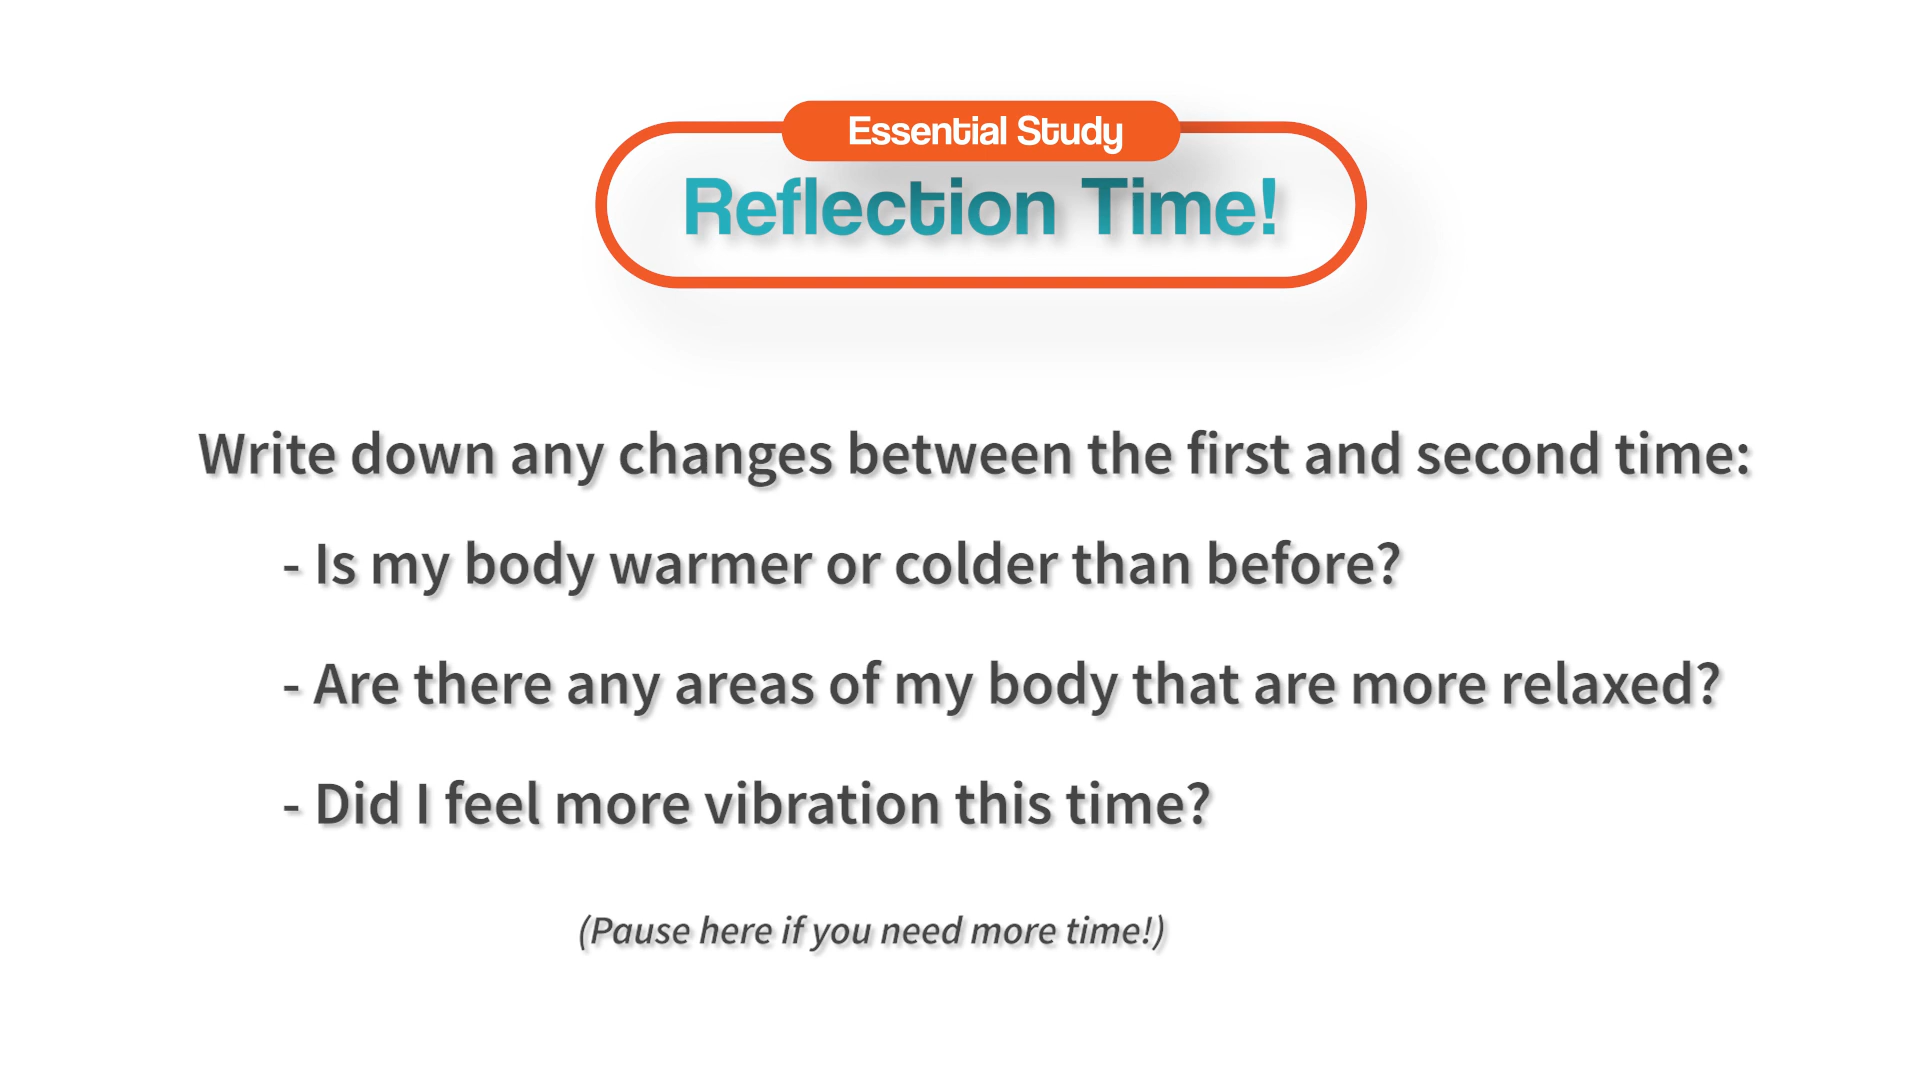 Essential Study
Reflection Time!
Write down any changes between the first and second time:
- Is my body warmer or colder than before?
- Are there any areas of my body that are more relaxed?
- Did I feel more vibration this time?
(Pause here if you need more time!)